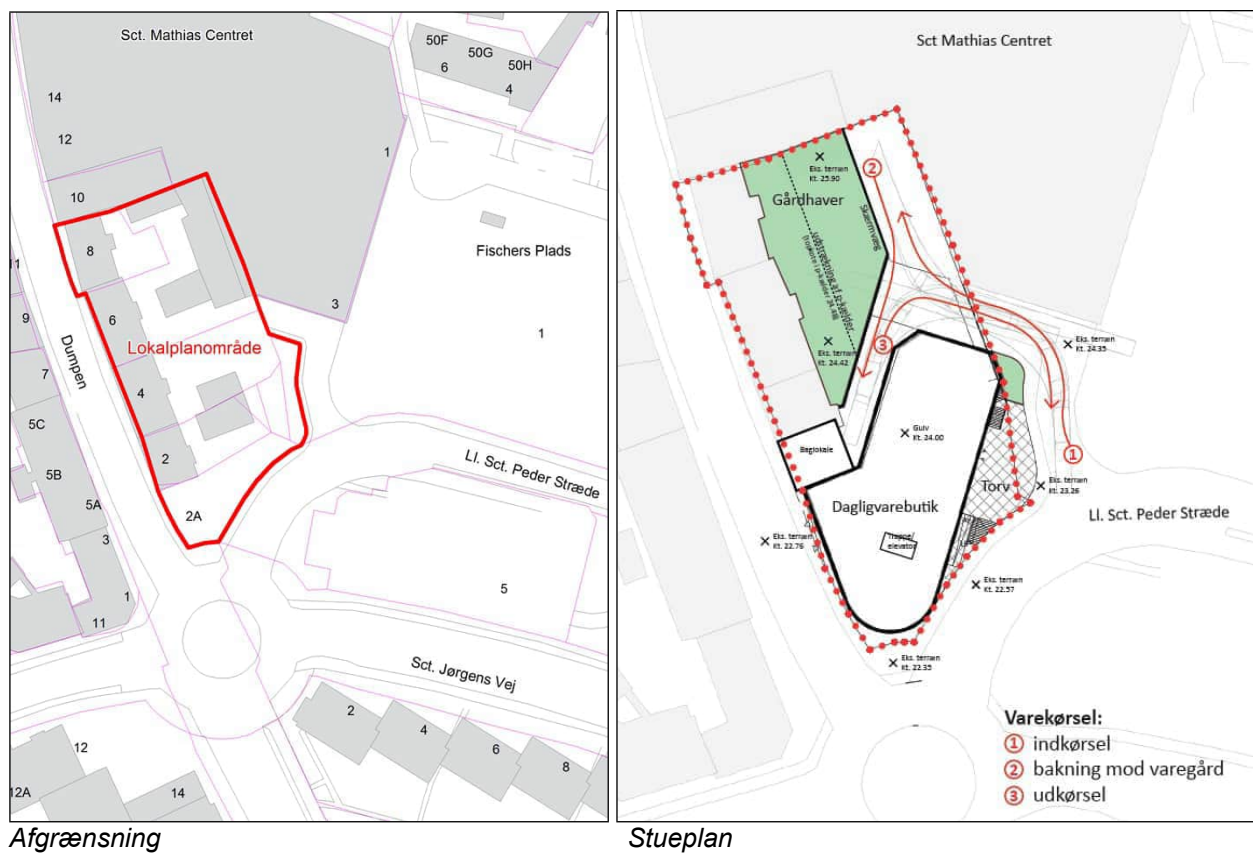 Sct. Mathias Centret
50F
50G
50H
6
4
14
12
10
1
8
Fischers Plads
11
3
1
9
6
Lokalplanområde
Dumpen
7
4
5C
2
5B
Ll. Sct. Peder Stræde
5A
2A
3
5
1
11
Sct. Jørgens Vej
2
4
12
6
8
12A
14
Afgrænsning
Sct Mathias Centret
Eks. terræn
Kt. 25.90
2
Gårdhaver
Skærmvæg
Eks. terræn
Kt. 24.42
3
Eks. terræn
Kt. 24.35
Gulv
Kt. 24.00
Baglokale
1
Torv
Eks. terræn
Kt. 23.26
Dagligvarebutik
Ll. Sct. Peder Stræde
Eks. terræn
Kt. 22.76
Trappe/
elevator
Eks. terræn
Kt. 22.57
Eks. terræn
Kt. 22.35
Varekørsel:
1 indkørsel
2 bakning mod varegård
3 udkørsel
Stueplan